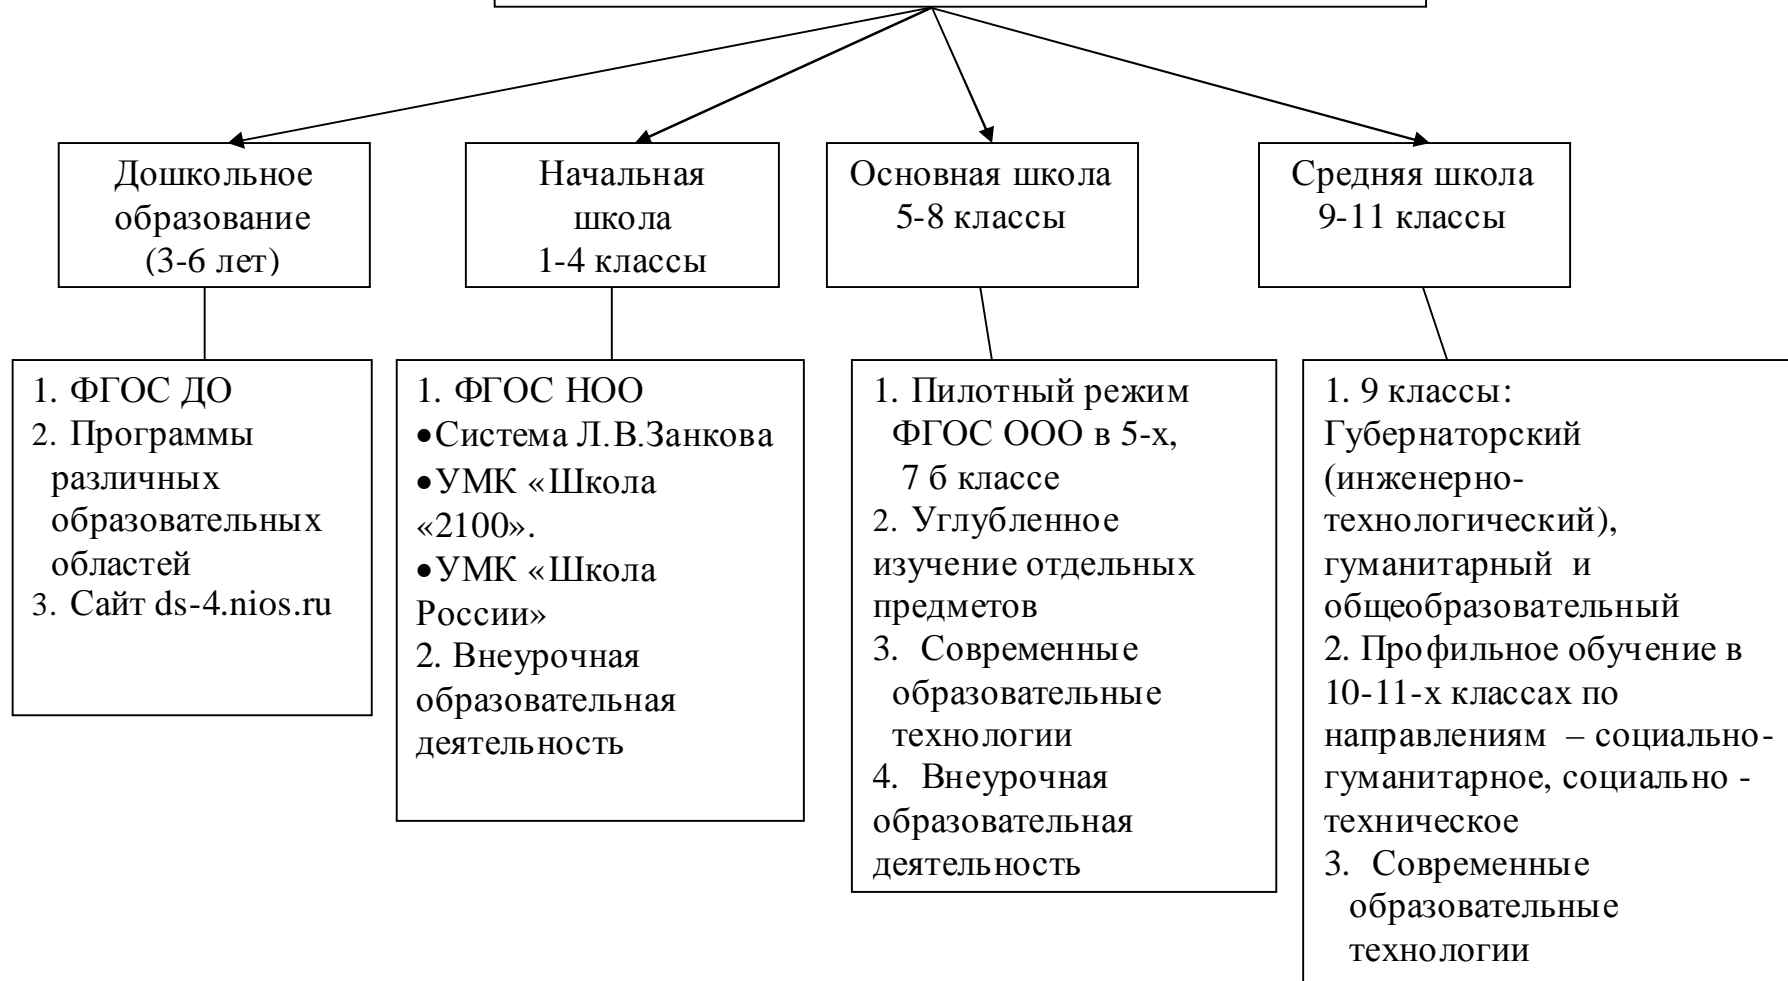 Дошкольное
образование
(3-6 лет)
Начальная
школа
1-4 классы
Основная школа
5-8 классы
Средняя школа
9-11 классы
1. ФГОС ДО
2. Программы
различных
образовательных
областей
3. Сайт ds-4.nios.ru
1. ФГОС НОО
•Система Л.В.Занкова
•УМК «Школа
«2100».
•УМК «Школа
России»
2. Внеурочная
образовательная
деятельность
1. Пилотный режим
ФГОС ООО в 5-х,
7 б классе
2. Углубленное
изучение отдельных
предметов
3. Современные
образовательные
технологии
4. Внеурочная
образовательная
деятельность
1. 9 классы:
Губернаторский
(инженерно-
технологический),
гуманитарный и
общеобразовательный
2. Профильное обучение в
10-11-х классах по
направлениям – социально-
гуманитарное, социально -
техническое
3. Современные
образовательные
технологии